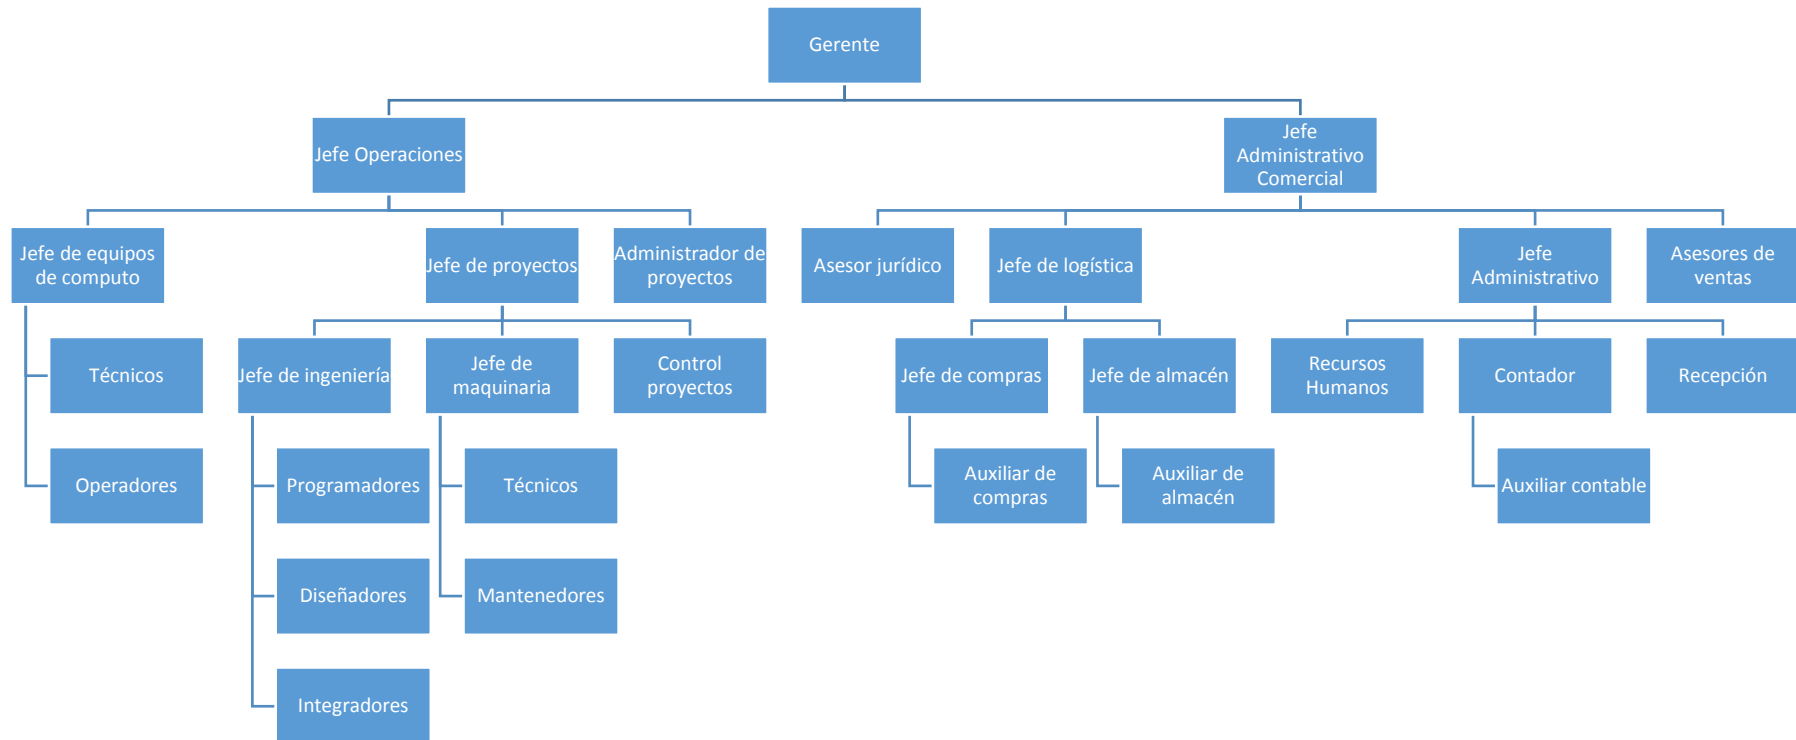 Gerente
Jefe Operaciones
Jefe
Administrativo
Comercial
Jefe de equipos
de computo
Jefe de proyectos
Administrador de
proyectos
Asesor jurídico
Jefe de logística
Jefe
Administrativo
Asesores de
ventas
Técnicos
Jefe de ingeniería
Jefe de
maquinaria
Control
proyectos
Jefe de compras
Jefe de almacén
Recursos
Humanos
Contador
Recepción
Operadores
Programadores
Técnicos
Auxiliar de
compras
Auxiliar de
almacén
Auxiliar contable
Diseñadores
Mantenedores
Integradores